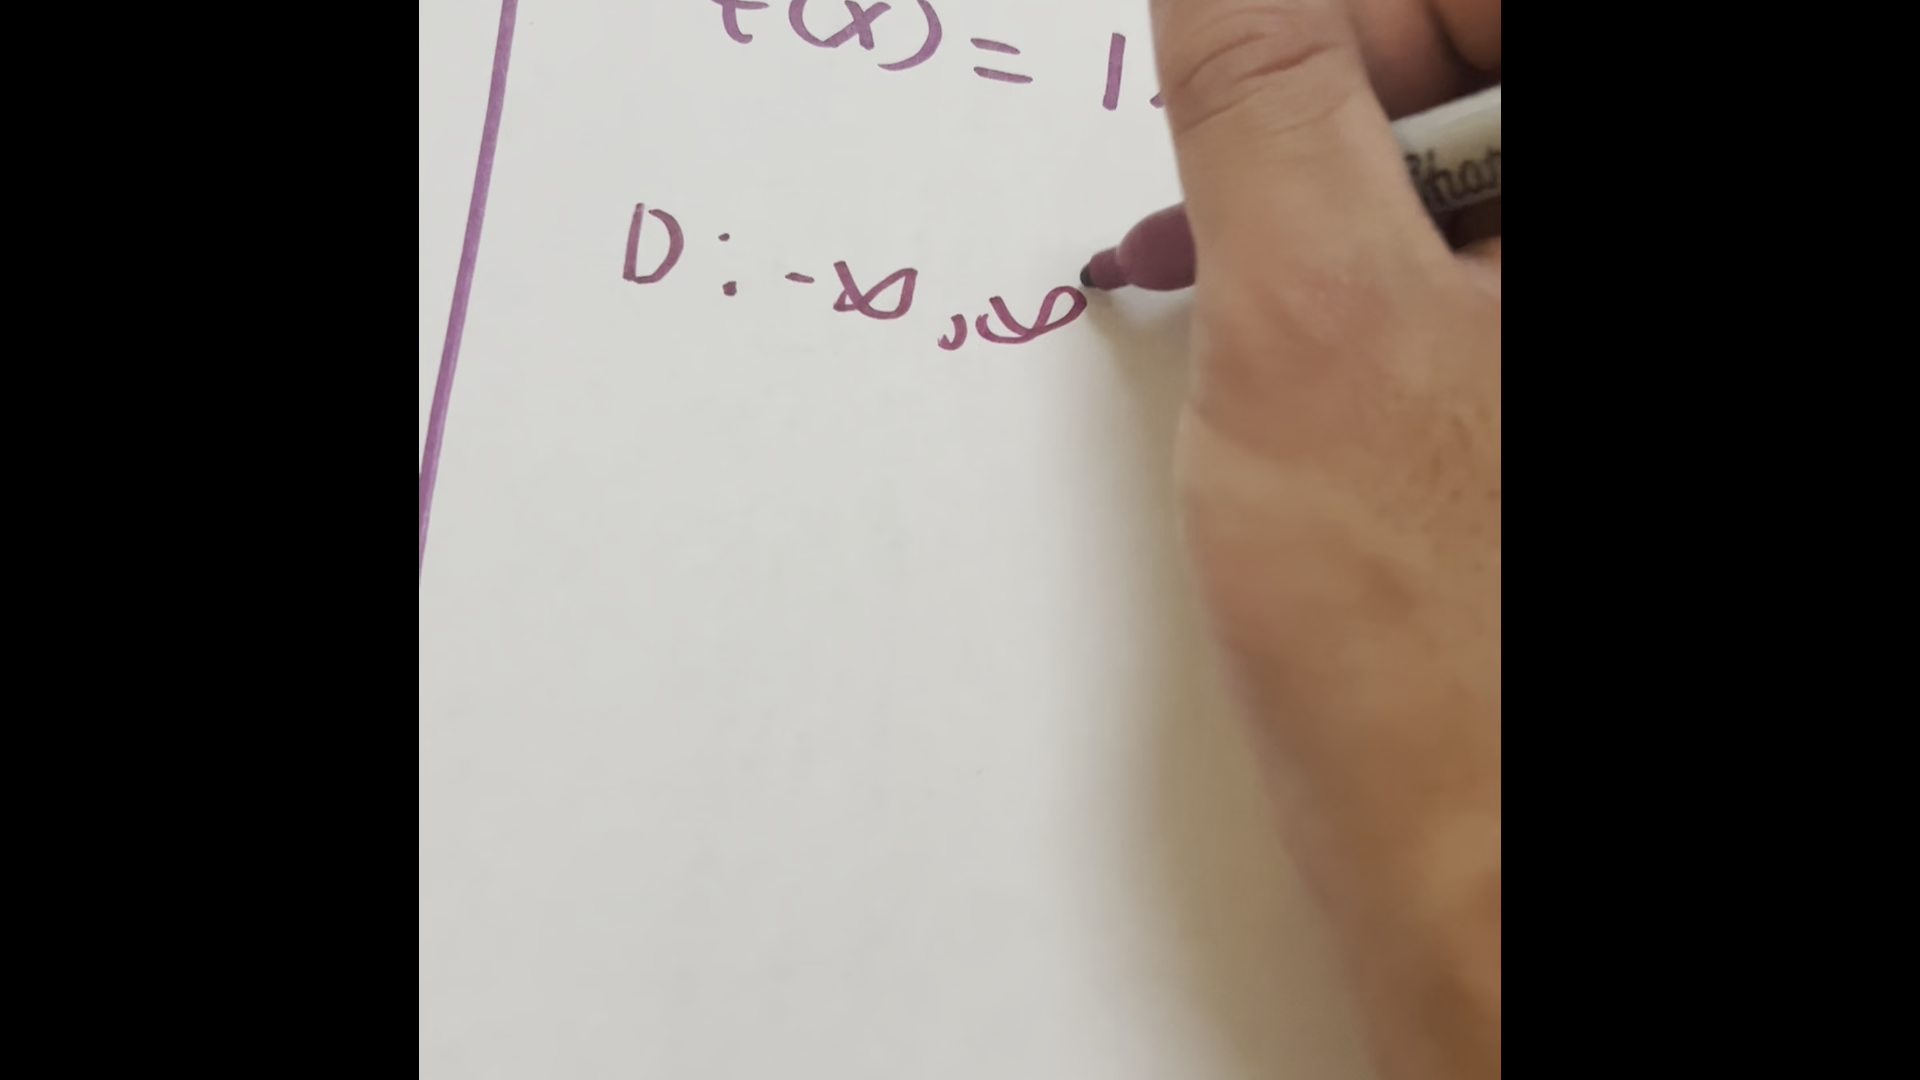 f(x) = 1
D: -∞, ∞